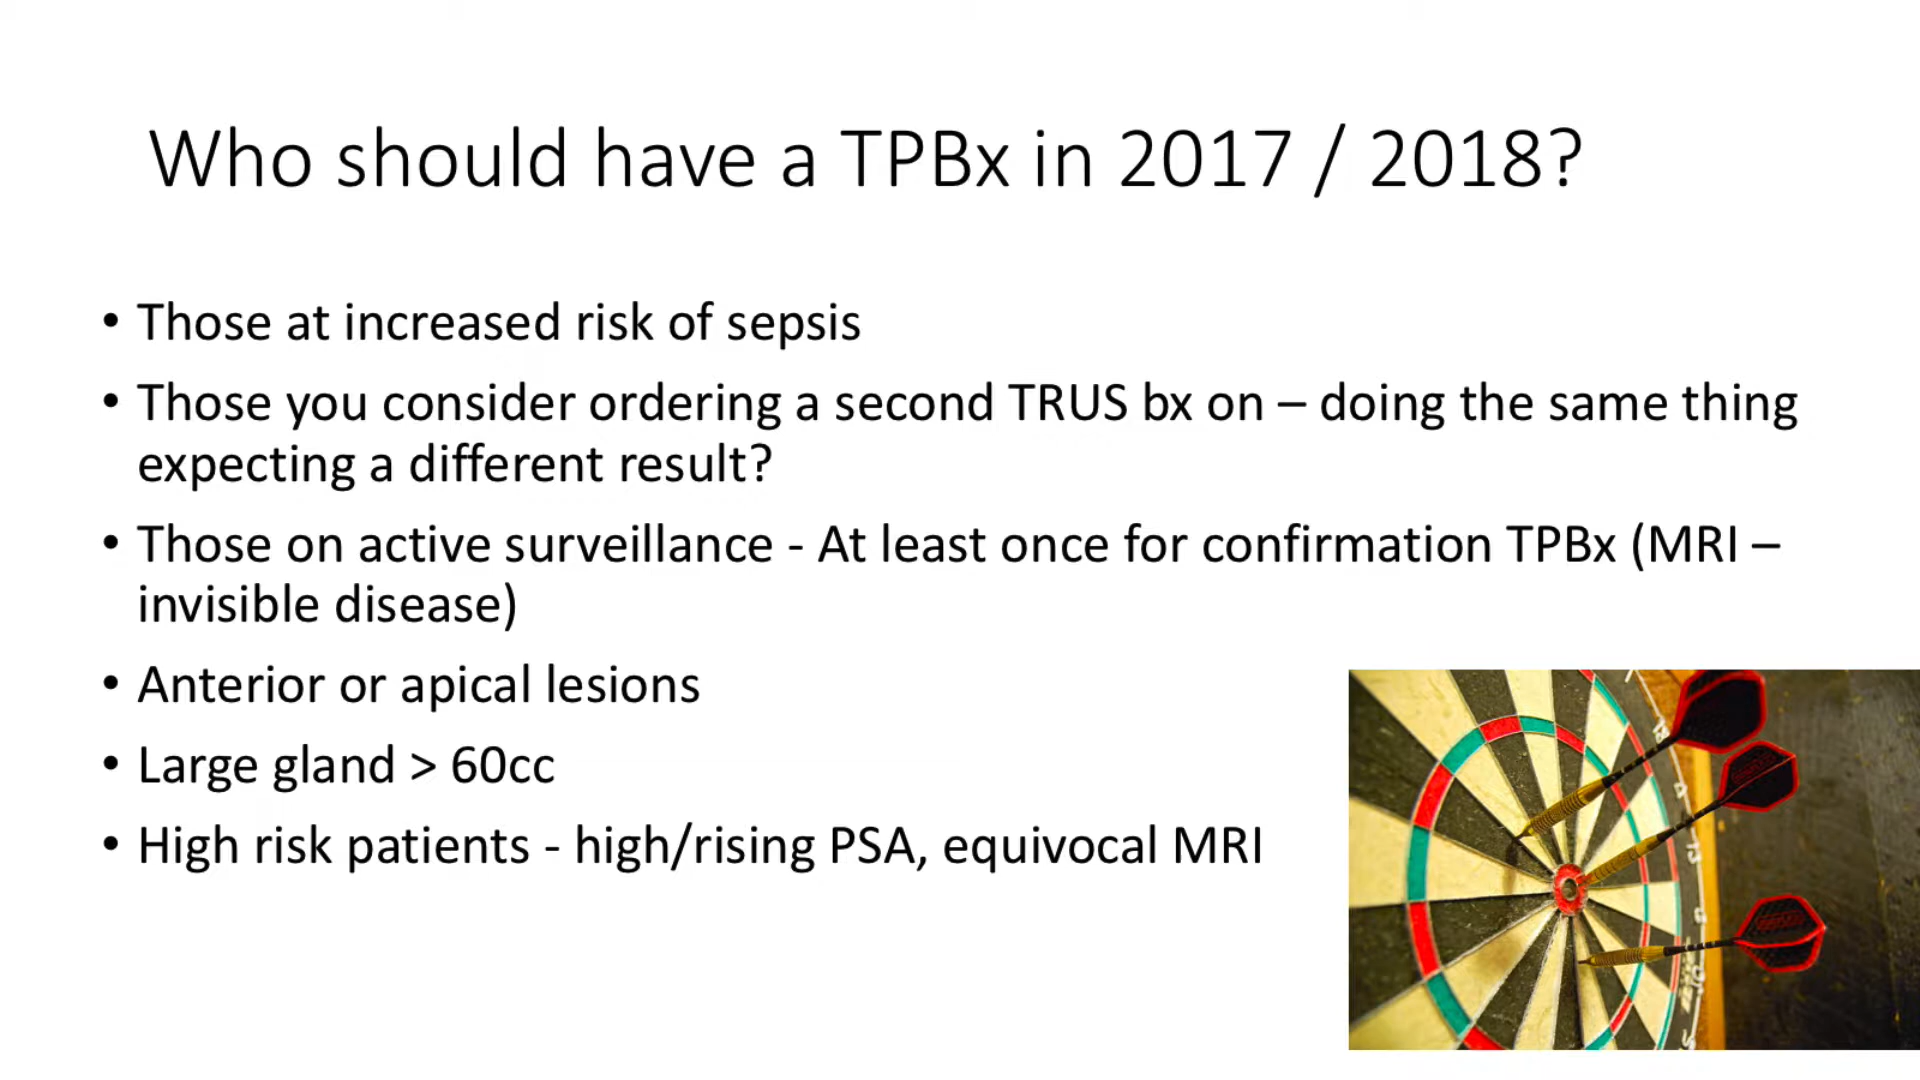 Who should have a TPBx in 2017 / 2018?
• Those at increased risk of sepsis
• Those you consider ordering a second TRUS bx on – doing the same thing
expecting a different result?
• Those on active surveillance - At least once for confirmation TPBx (MRI –
invisible disease)
• Anterior or apical lesions
• Large gland > 60cc
• High risk patients - high/rising PSA, equivocal MRI